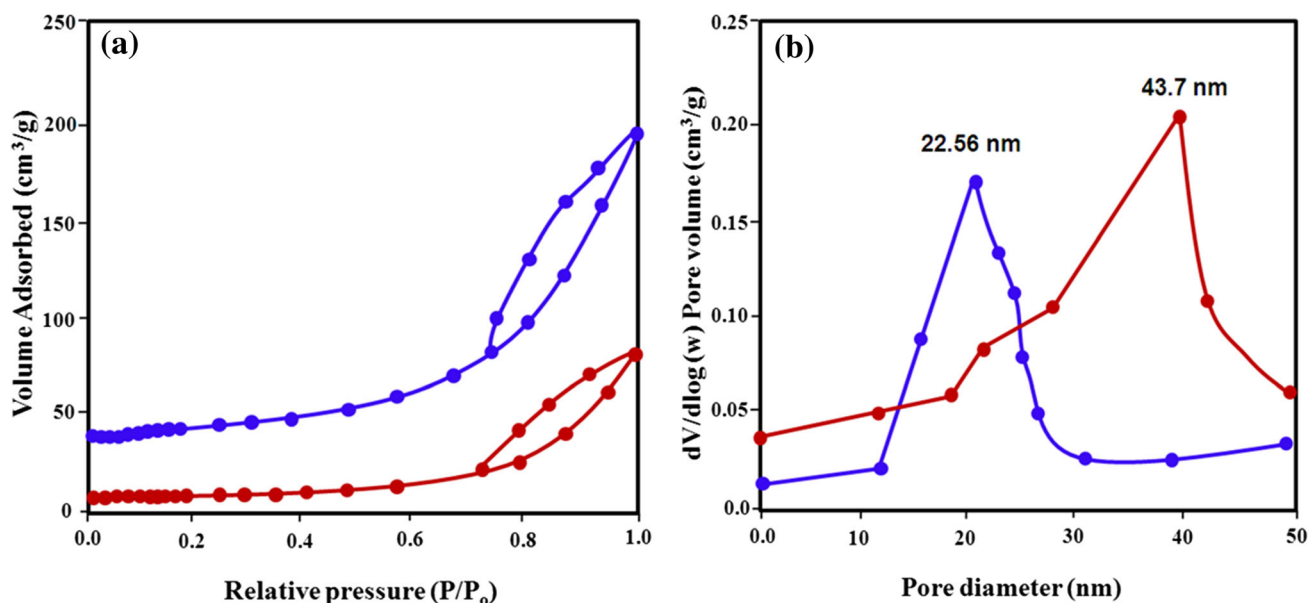 (a)
250
200
150
100
50
0
Volume Adsorbed (cm³/g)
0.0 0.2 0.4 0.6 0.8 1.0
Relative pressure (P/Pₒ)
(b)
0.25
0.20
0.15
0.10
0.05
0.0
dV/dlog(w) Pore volume (cm³/g)
22.56 nm
43.7 nm
0.0 10 20 30 40 50
Pore diameter (nm)